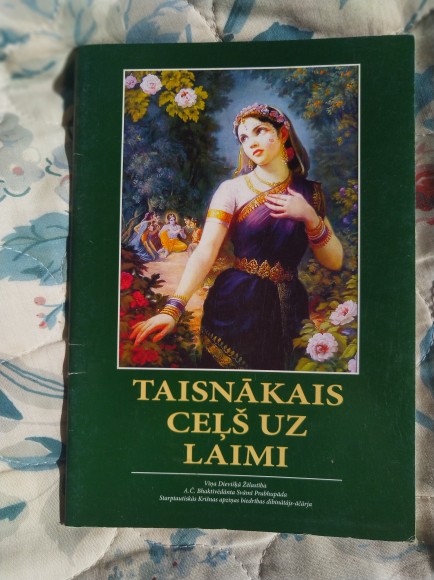 TAISNĀKAIS
CEĻŠ UZ
LAIMI
Viņa Dievišķā Žēlastība
A.Č. Bhaktivēdānta Svāmī Prabhupāda
Starptautiskās Krišnas apziņas biedrības dibinātājs-āčārja